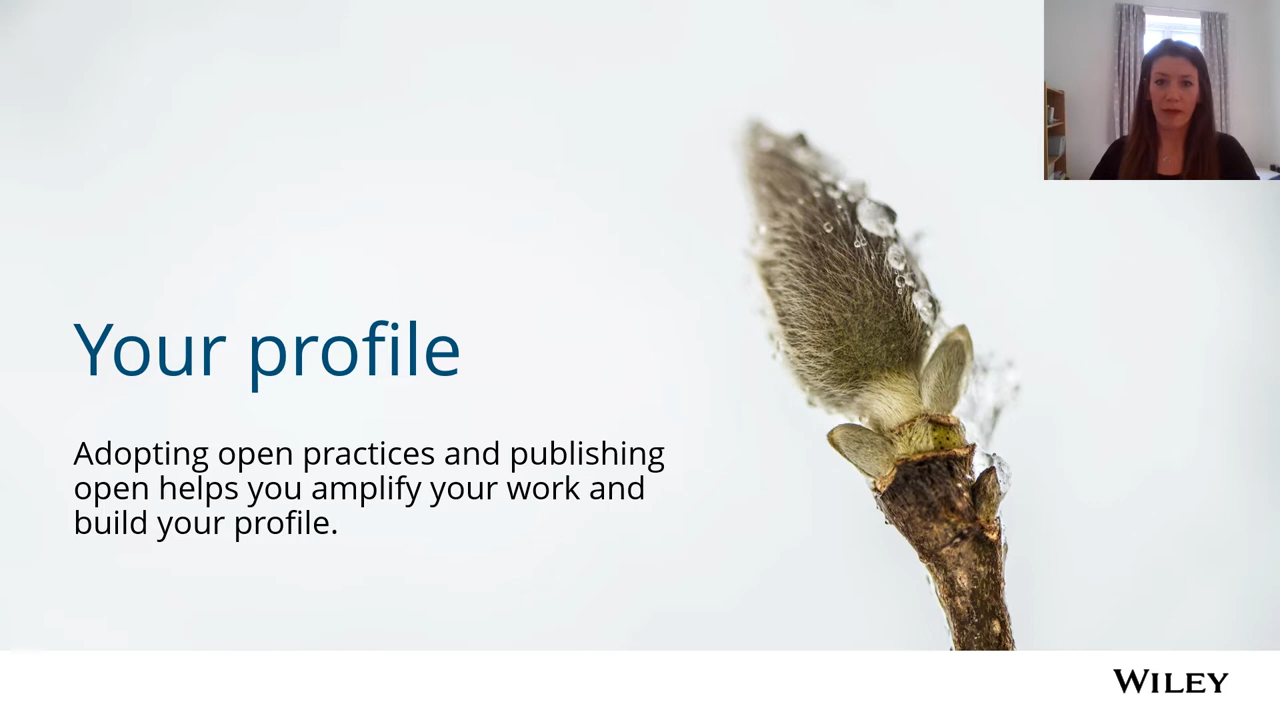 Your profile
Adopting open practices and publishing
open helps you amplify your work and
build your profile.
WILEY